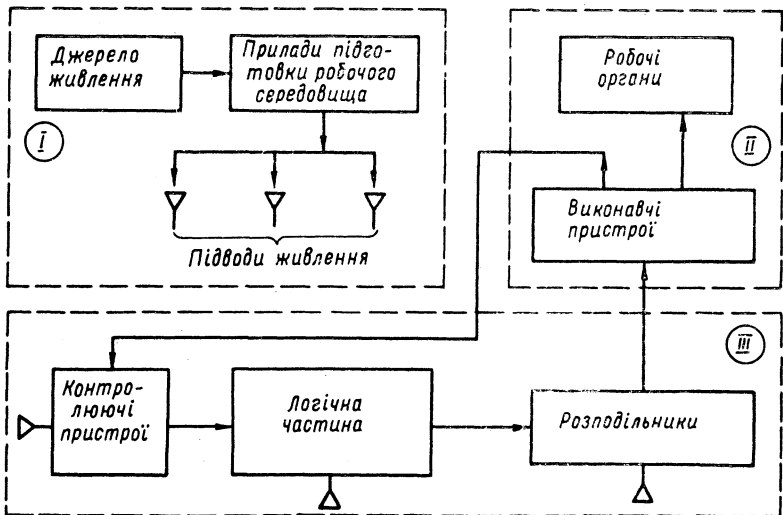 Джерело
живлення
Прилади підго-
товки робочого
середовища
I
Підводи живлення
Робочі
органи
II
Виконавчі
пристрої
III
Контро-
люючі
пристрої
Логічна
частина
Розподільники